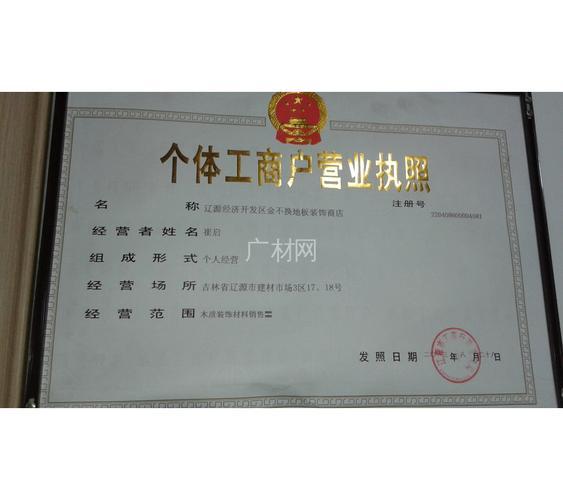 个体工商户营业执照
注册号
名称 辽源经济开发区金不换地板装饰商店
经营者姓名 崔启
组成形式 个人经营
广材网
经营场所 吉林省辽源市建材市场3区17、18号
经营范围 木质装饰材料销售
发照日期 年 八 月 日